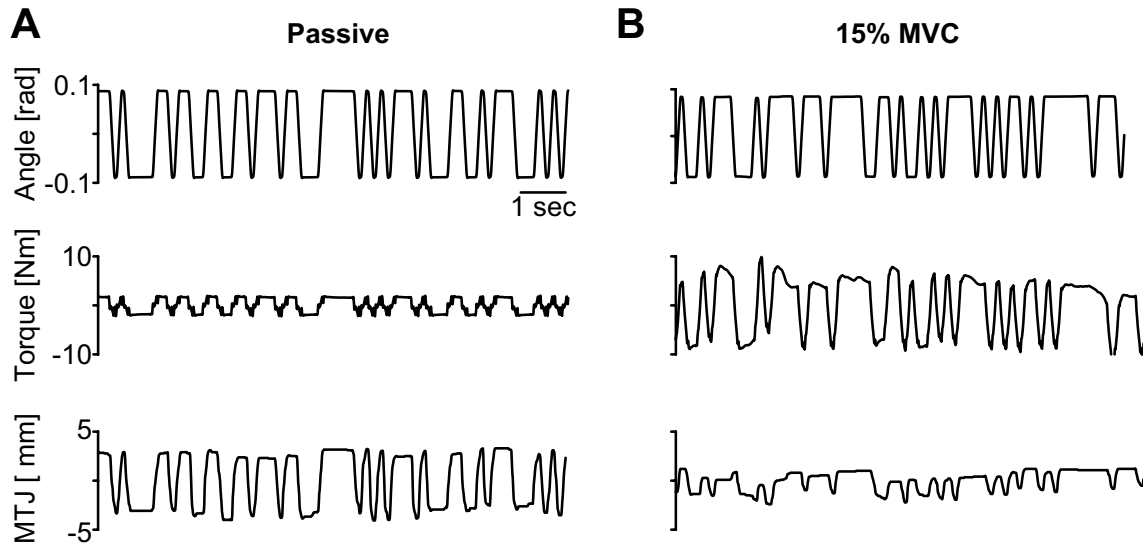 A
Passive
B
15% MVC
Angle [rad]
0.1
-0.1
1 sec
Torque [Nm]
10
-10
MTJ [ mm]
5
-5